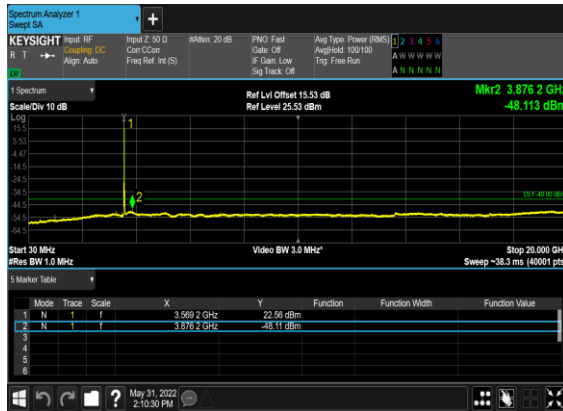 Spectrum Analyzer 1
Swept SA
+
KEYSIGHT Input: RF Input Z: 50 Ω #Atten: 20 dB PNO: Fast Avg Type: Power (RMS) 1 2 3 4 5 6
R T Coupling: DC Corr CCorr Gate: Off Avg|Hold: 100/100 A W W W W W
Align: Auto Freq Ref: Int (S) IF Gain: Low Trig: Free Run
LXI Sig Track: Off A N N N N N
1 Spectrum Ref Lvl Offset 15.53 dB Mkr2 3.876 2 GHz
Scale/Div 10 dB Ref Level 25.53 dBm -48.113 dBm
Log
15.5
5.53
-4.47
-14.5
-24.5
-34.5
-44.5
-54.5
-64.5
1
2
UL1 -40.00 dB
Start 30 MHz Video BW 3.0 MHz* Stop 20.000 GH
#Res BW 1.0 MHz Sweep ~38.3 ms (40001 pts
5 Marker Table
Mode Trace Scale X Y Function Function Width Function Value
1 N 1 f 3.569 2 GHz 22.56 dBm
2 N 1 f 3.876 2 GHz -48.11 dBm
3
4
5
6
? May 31, 2022
2:10:30 PM